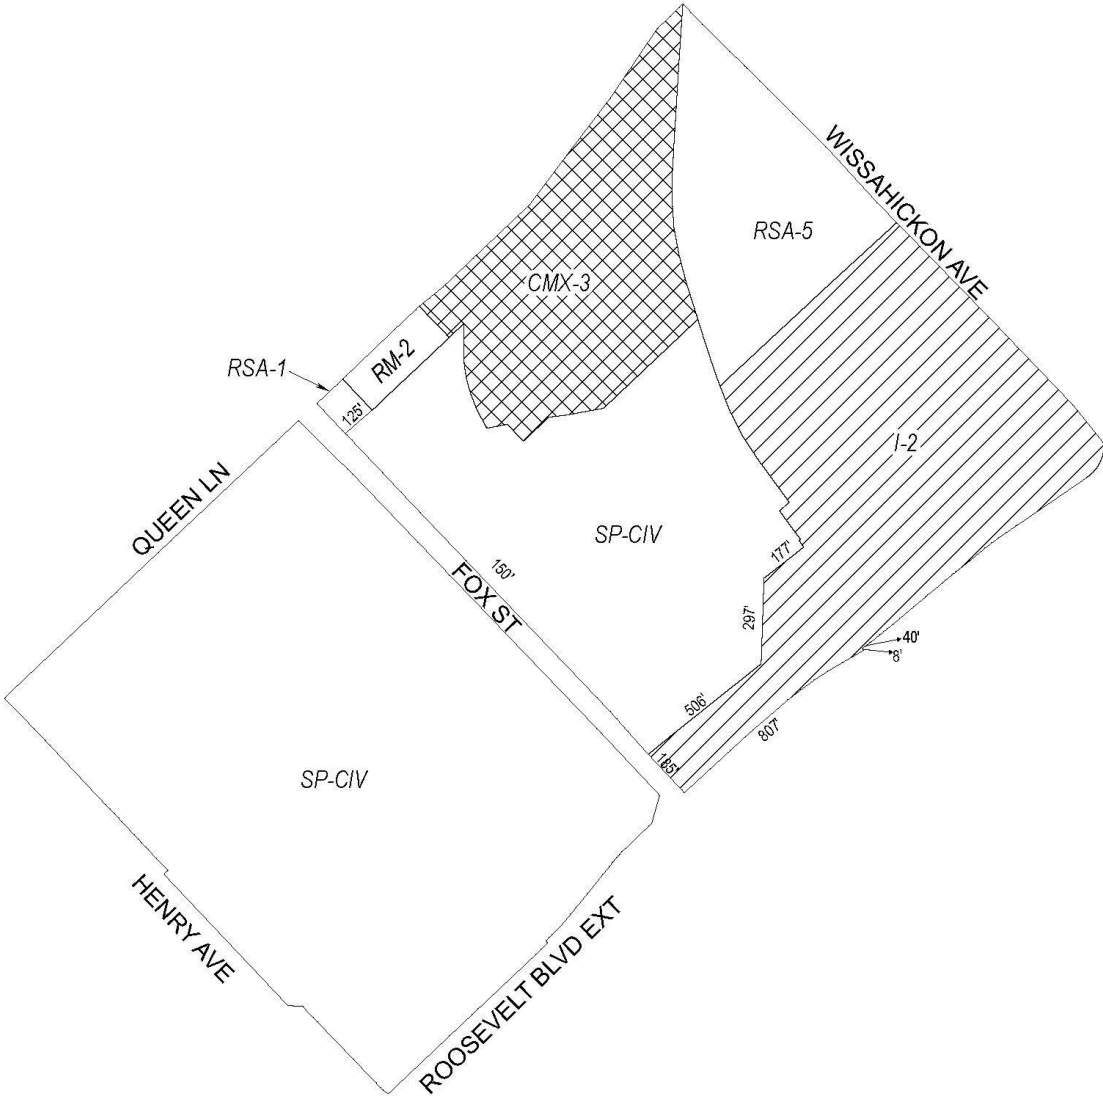 WISSAHICKON AVE
RSA-5
CMX-3
RM-2
RSA-1
125'
I-2
QUEEN LN
SP-CIV
177'
150'
FOX ST
297'
40'
8'
506'
807'
185'
SP-CIV
HENRY AVE
ROOSEVELT BLVD EXT